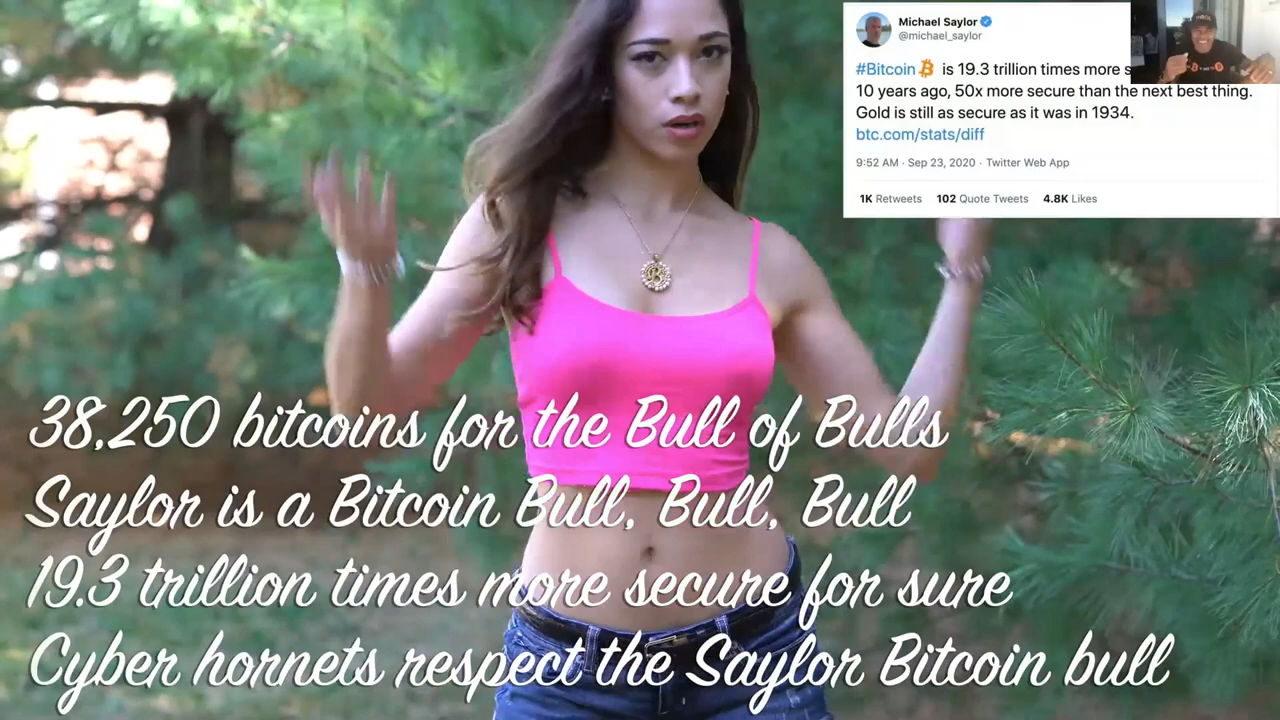 Michael Saylor
@michael_saylor
#Bitcoin is 19.3 trillion times more
10 years ago, 50x more secure than the next best thing.
Gold is still as secure as it was in 1934.
btc.com/stats/diff
9:52 AM · Sep 23, 2020 · Twitter Web App
1K Retweets 102 Quote Tweets 4.8K Likes
38,250 bitcoins for the Bull of Bulls
Saylor is a Bitcoin Bull, Bull, Bull
19.3 trillion times more secure for sure
Cyber hornets respect the Saylor Bitcoin bull